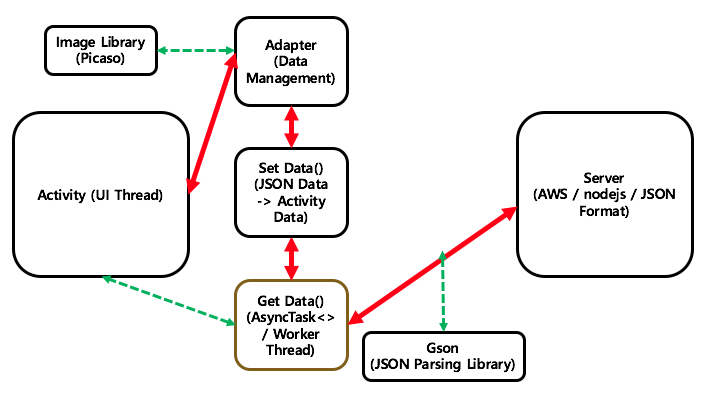 Image Library
(Picaso)
Adapter
(Data
Management)
Activity (UI Thread)
Set Data()
(JSON Data
-> Activity
Data)
Server
(AWS / nodejs / JSON
Format)
Get Data()
(AsyncTask<>
/ Worker
Thread)
Gson
(JSON Parsing Library)